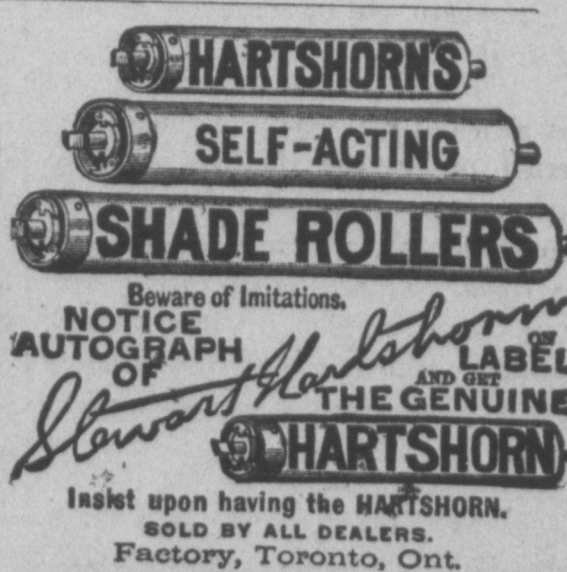 HARTSHORN'S
SELF-ACTING
SHADE ROLLERS
Beware of Imitations.
NOTICE
AUTOGRAPH
OF
Stewart Hartshorn
ON
LABEL
AND GET
THE GENUINE
HARTSHORN
Insist upon having the HARTSHORN.
SOLD BY ALL DEALERS.
Factory, Toronto, Ont.